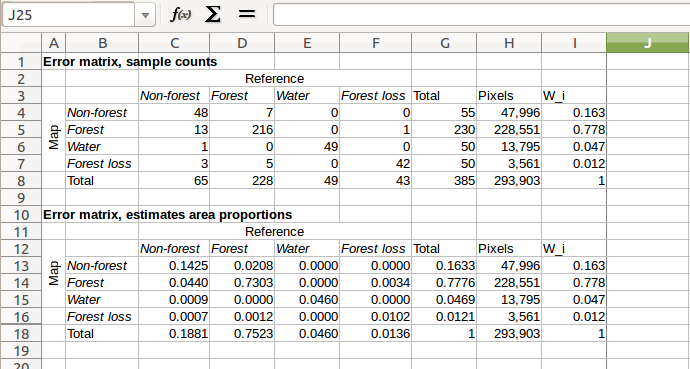 J25 f(x) Σ =
A B C D E F G H I J
1 Error matrix, sample counts
2 Reference
3 Non-forest Forest Water Forest loss Total Pixels W_i
4 Non-forest 48 7 0 0 55 47,996 0.163
5 Map Forest 13 216 0 1 230 228,551 0.778
6 Water 1 0 49 0 50 13,795 0.047
7 Forest loss 3 5 0 42 50 3,561 0.012
8 Total 65 228 49 43 385 293,903 1
9
10 Error matrix, estimates area proportions
11 Reference
12 Non-forest Forest Water Forest loss Total Pixels W_i
13 Non-forest 0.1425 0.0208 0.0000 0.0000 0.1633 47,996 0.163
14 Map Forest 0.0440 0.7303 0.0000 0.0034 0.7776 228,551 0.778
15 Water 0.0009 0.0000 0.0460 0.0000 0.0469 13,795 0.047
16 Forest loss 0.0007 0.0012 0.0000 0.0102 0.0121 3,561 0.012
18 Total 0.1881 0.7523 0.0460 0.0136 1 293,903 1
19
20